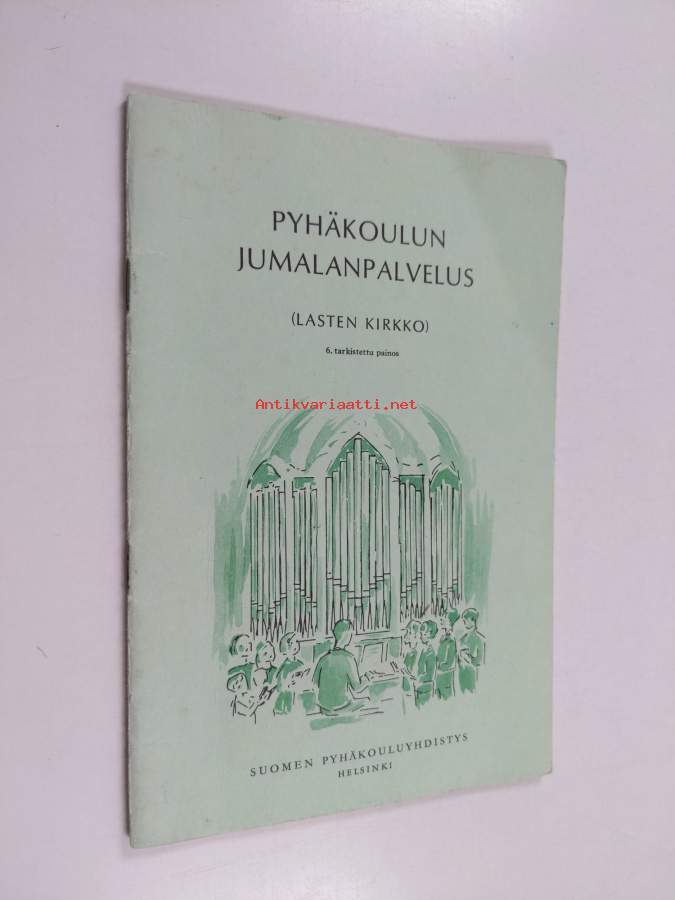 PYHÄKOULUN
JUMALANPALVELUS
(LASTEN KIRKKO)
6. tarkistettu painos
Antikvariaatti.net
SUOMEN PYHÄKOULUYHDISTYS
HELSINKI